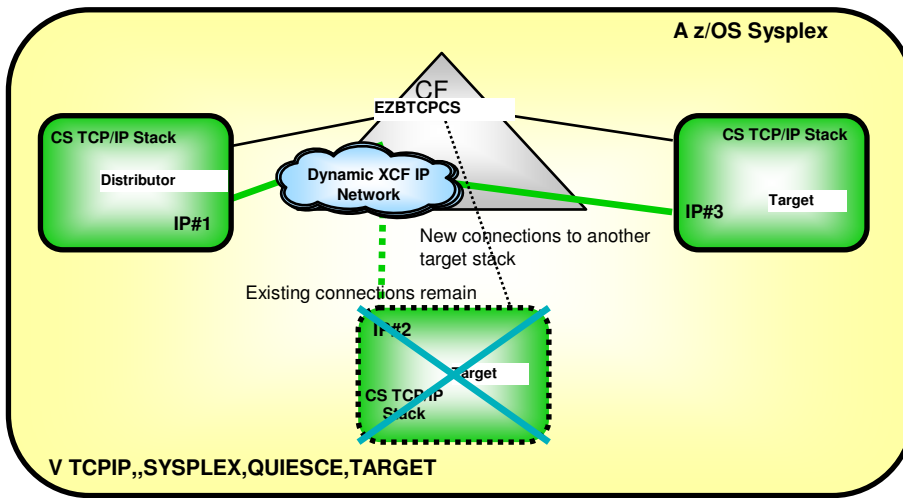 A z/OS Sysplex
CF
EZBTCPCS
CS TCP/IP Stack
Distributor
IP#1
Dynamic XCF IP
Network
CS TCP/IP Stack
Target
IP#3
New connections to another
target stack
Existing connections remain
IP#2
Target
CS TCP/IP
Stack
V TCPIP,,SYSPLEX,QUIESCE,TARGET